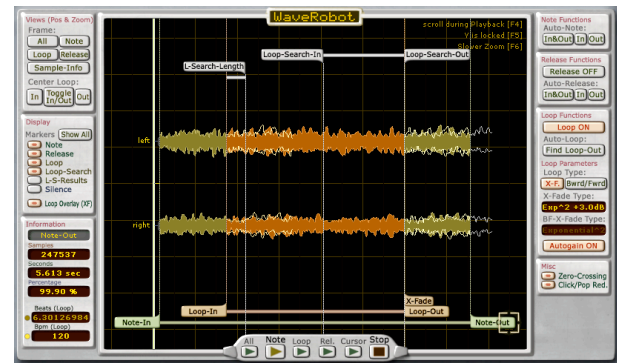 WaveRobot
Views (Pos & Zoom)
Frame:
All Note
Loop Release
Sample-Info
Center Loop:
In Toggle In/Out Out
Display
Markers Show All
Note
Release
Loop
Loop-Search
L-S-Results
Silence
Loop Overlay (XF)
Information
Note-Out
Samples
247537
Seconds
5.613 sec
Percentage
99.90 %
Beats (Loop)
6.30126984
Bpm (Loop)
120
scroll during Playback [F4]
Y is locked [F5]
Slower Zoom [F6]
Loop-Search-In Loop-Search-Out
L-Search-Length
left
right
X-Fade
Loop-In Loop-Out
Note-In Note-Out
All Note Loop Rel. Cursor Stop
Note Functions
Auto-Note:
In&Out In Out
Release Functions
Release OFF
Auto-Release:
In&Out In Out
Loop Functions
Loop ON
Auto-Loop:
Find Loop-Out
Loop Parameters
Loop Type:
X-F. Bwrd/Fwrd
X-Fade Type:
Exp^2 +3.0dB
BF-X-Fade Type:
Exponential^2
Autogain ON
Misc
Zero-Crossing
Click/Pop Red.